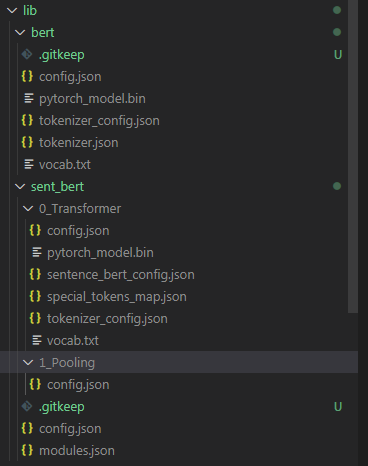 lib
bert
.gitkeep U
config.json
pytorch_model.bin
tokenizer_config.json
tokenizer.json
vocab.txt
sent_bert
0_Transformer
config.json
pytorch_model.bin
sentence_bert_config.json
special_tokens_map.json
tokenizer_config.json
vocab.txt
1_Pooling
config.json
.gitkeep U
config.json
modules.json